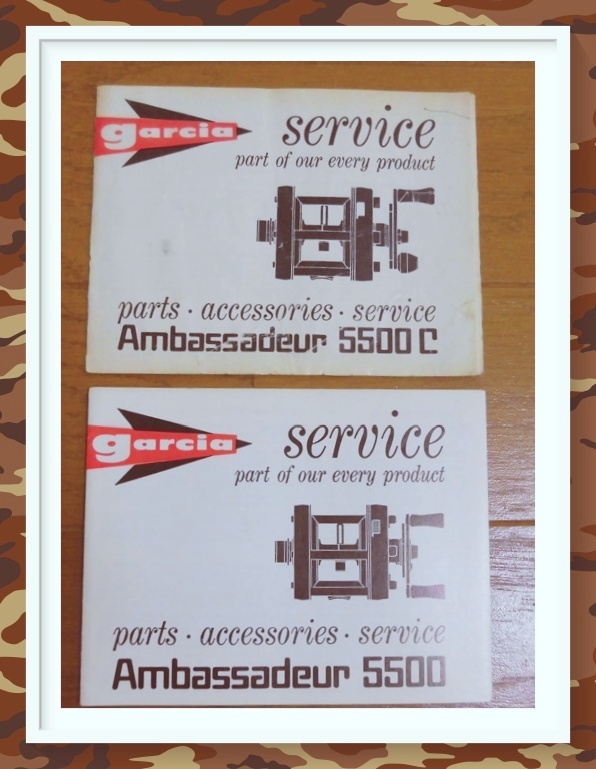 garcia
service
part of our every product
parts · accessories · service
Ambassadeur 5500 C
garcia
service
part of our every product
parts · accessories · service
Ambassadeur 5500